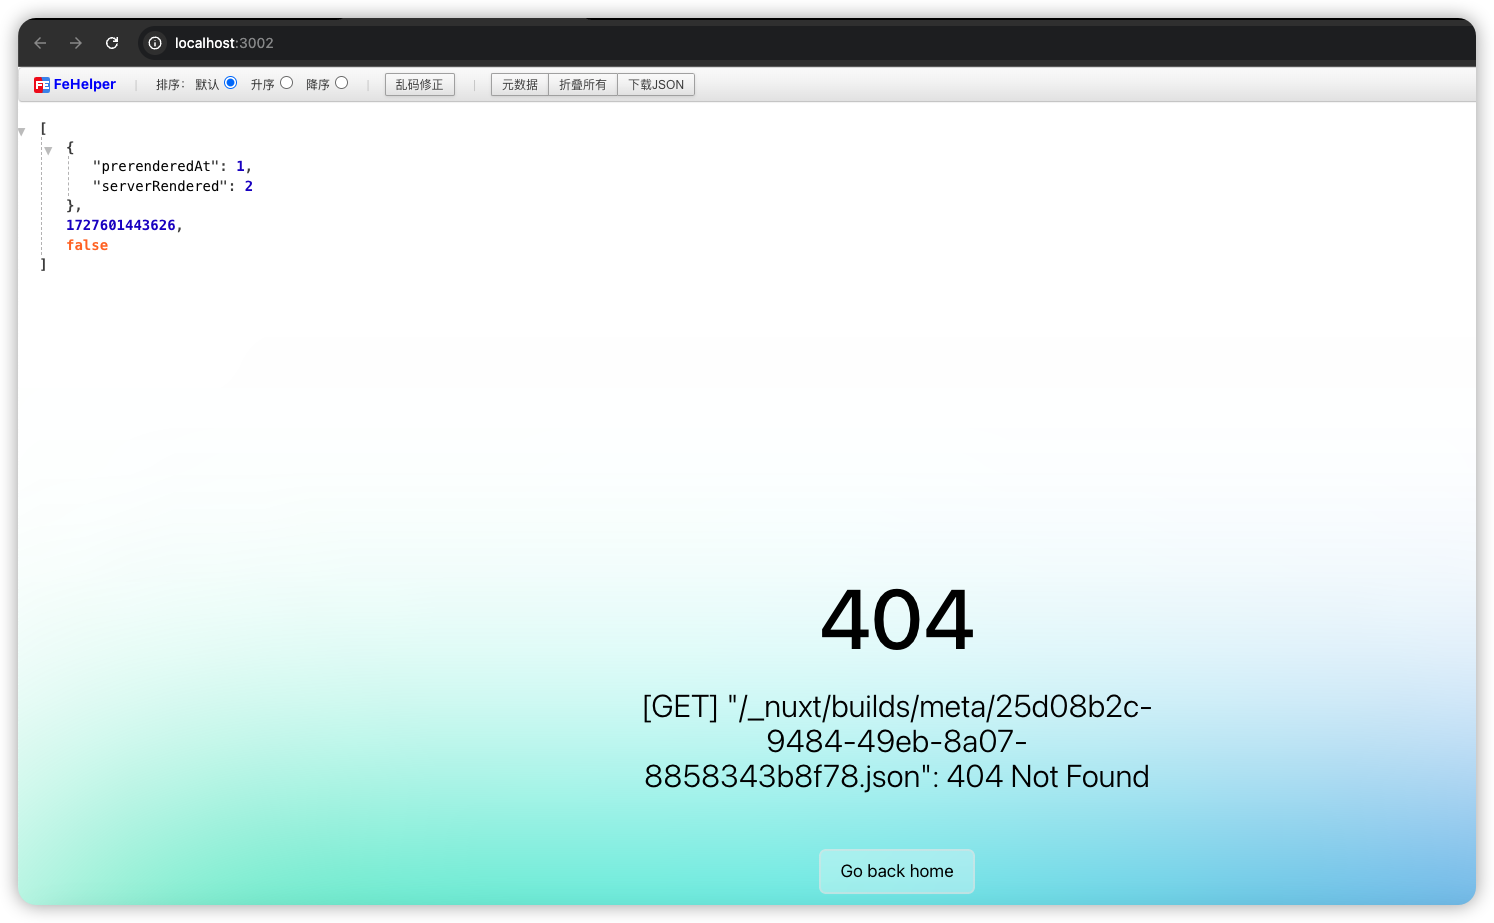 localhost:3002
FeHelper | 排序: 默认 升序 降序 | 乱码修正 | 元数据 折叠所有 下载JSON
[
{
"prerenderedAt": 1,
"serverRendered": 2
},
1727601443626,
false
]
404
[GET] "/_nuxt/builds/meta/25d08b2c-
9484-49eb-8a07-
8858343b8f78.json": 404 Not Found
Go back home